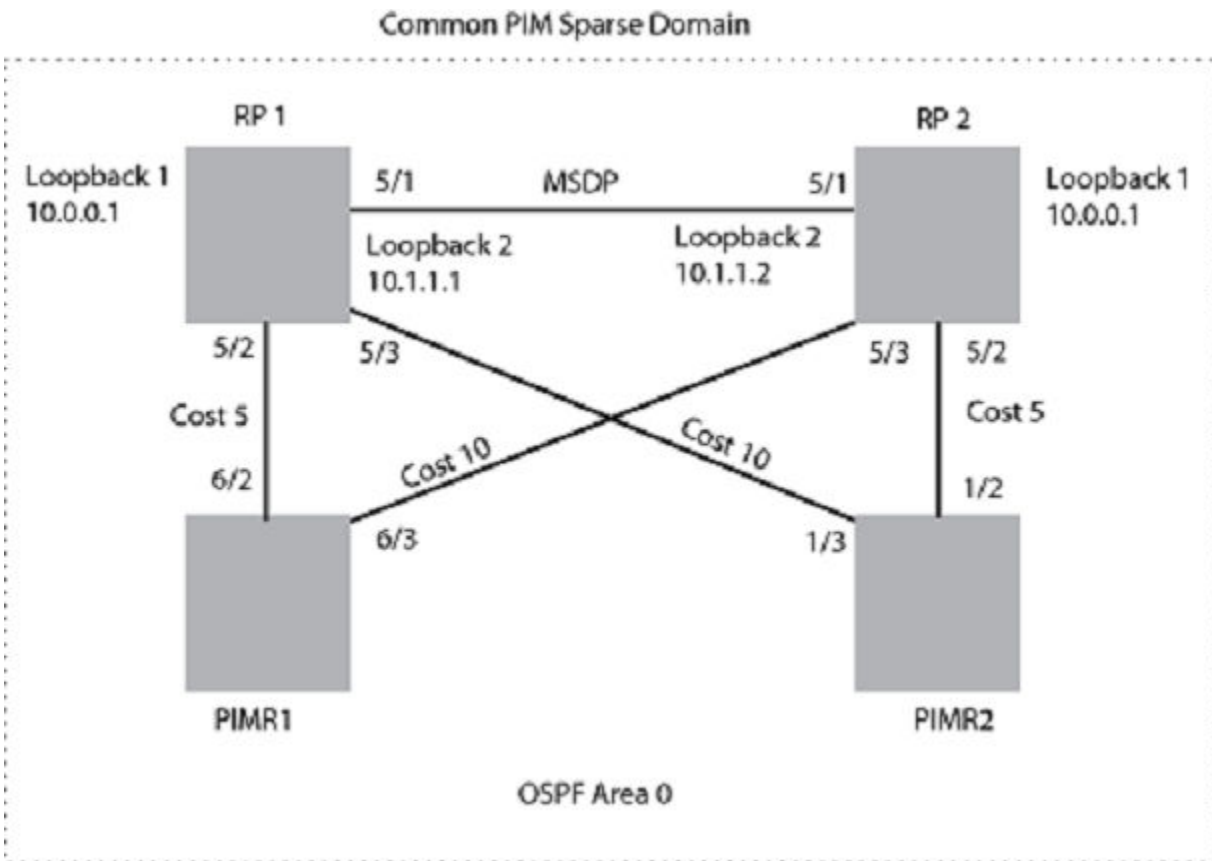 Common PIM Sparse Domain
RP 1
RP 2
Loopback 1
10.0.0.1
5/1
MSDP
5/1
Loopback 1
10.0.0.1
Loopback 2
10.1.1.1
Loopback 2
10.1.1.2
5/2
5/3
5/3
5/2
Cost 5
Cost 10
Cost 10
Cost 5
6/2
6/3
1/3
1/2
PIMR1
PIMR2
OSPF Area 0